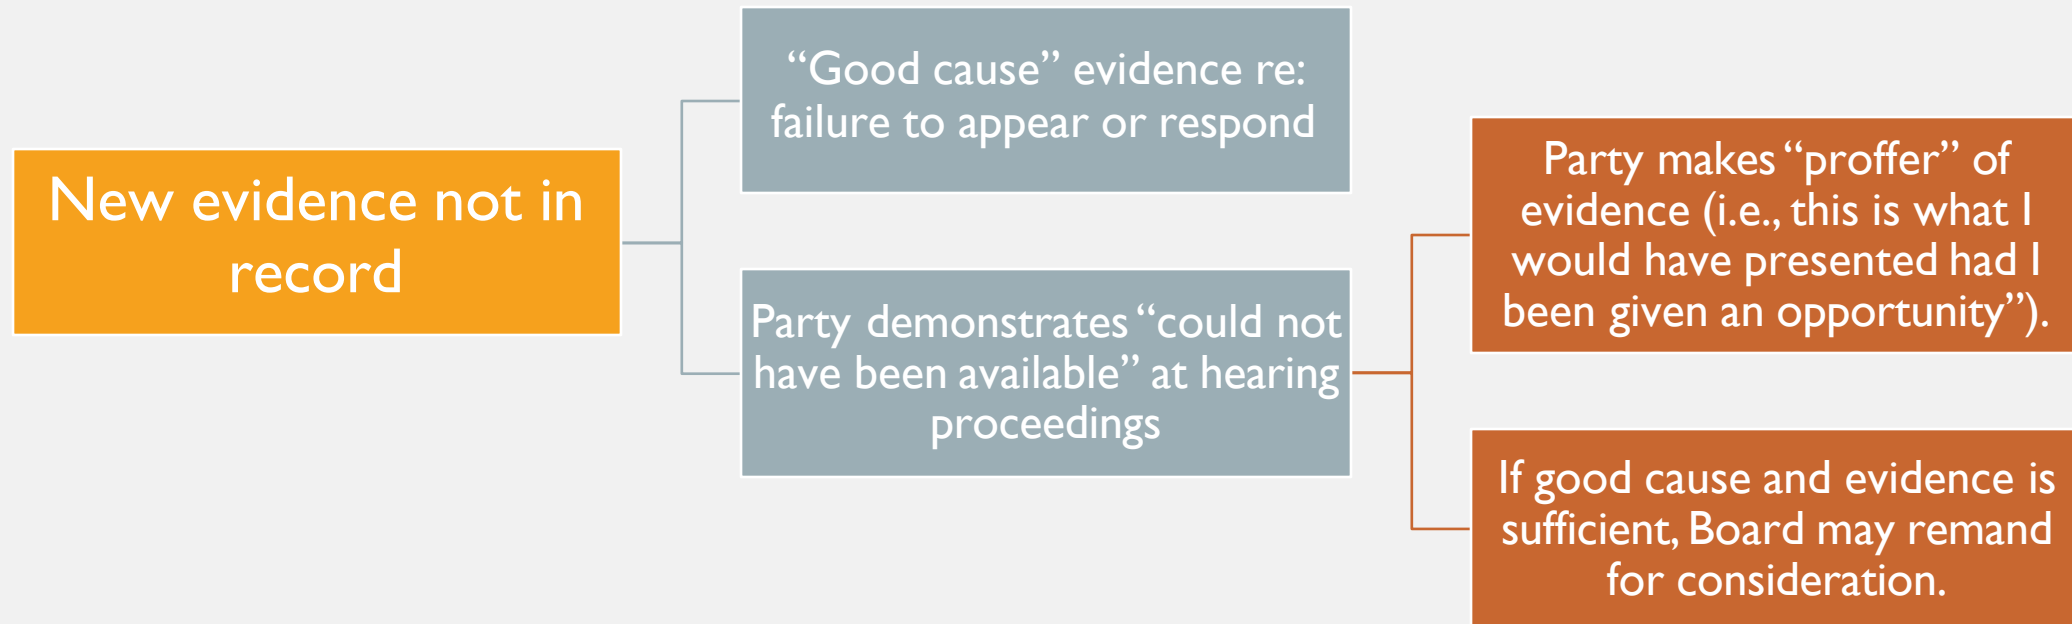 New evidence not in
record
“Good cause” evidence re:
failure to appear or respond
Party demonstrates “could not
have been available” at hearing
proceedings
Party makes “proffer” of
evidence (i.e., this is what I
would have presented had I
been given an opportunity”).
If good cause and evidence is
sufficient, Board may remand
for consideration.